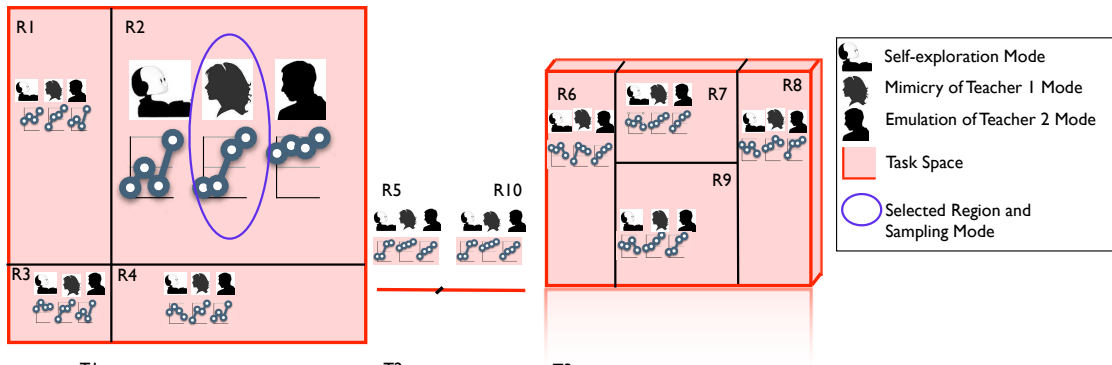 R1
R2
R3
R4
R5
R10
R6
R7
R8
R9
Self-exploration Mode
Mimicry of Teacher 1 Mode
Emulation of Teacher 2 Mode
Task Space
Selected Region and
Sampling Mode